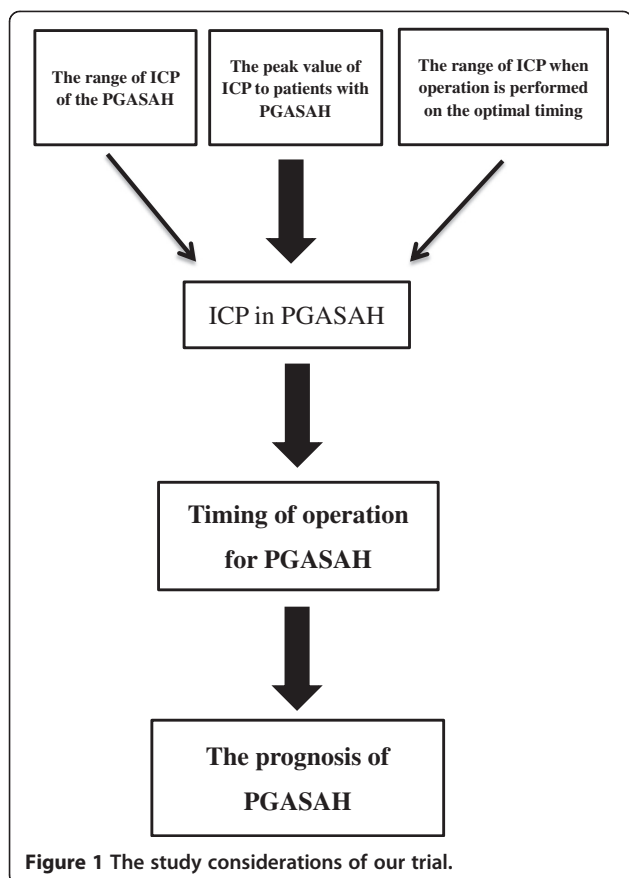 The range of ICP
of the PGASAH
The peak value of
ICP to patients with
PGASAH
The range of ICP when
operation is performed
on the optimal timing
ICP in PGASAH
Timing of operation
for PGASAH
The prognosis of
PGASAH
Figure 1 The study considerations of our trial.